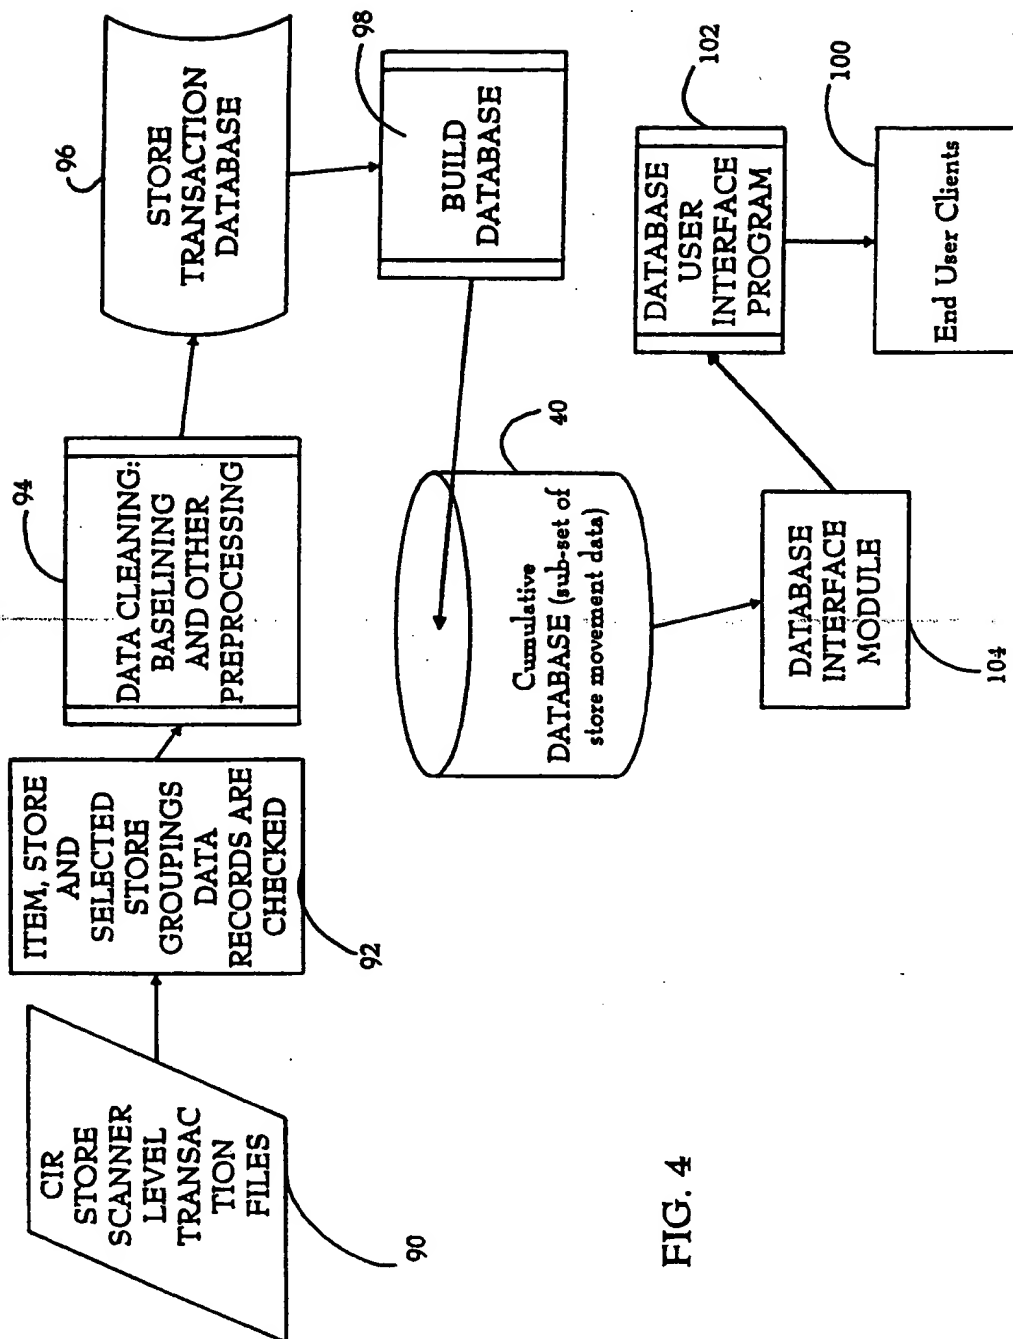 CIR
STORE
SCANNER
LEVEL
TRANSAC
TION
FILES
90
ITEM, STORE
AND
SELECTED
STORE
GROUPINGS
DATA
RECORDS ARE
CHECKED
92
DATA CLEANING:
BASELINING
AND OTHER
PREPROCESSING
94
STORE
TRANSACTION
DATABASE
96
BUILD
DATABASE
98
Cumulative
DATABASE (sub-set of
store movement data)
40
DATABASE
INTERFACE
MODULE
104
DATABASE
USER
INTERFACE
PROGRAM
102
End User Clients
100
FIG. 4